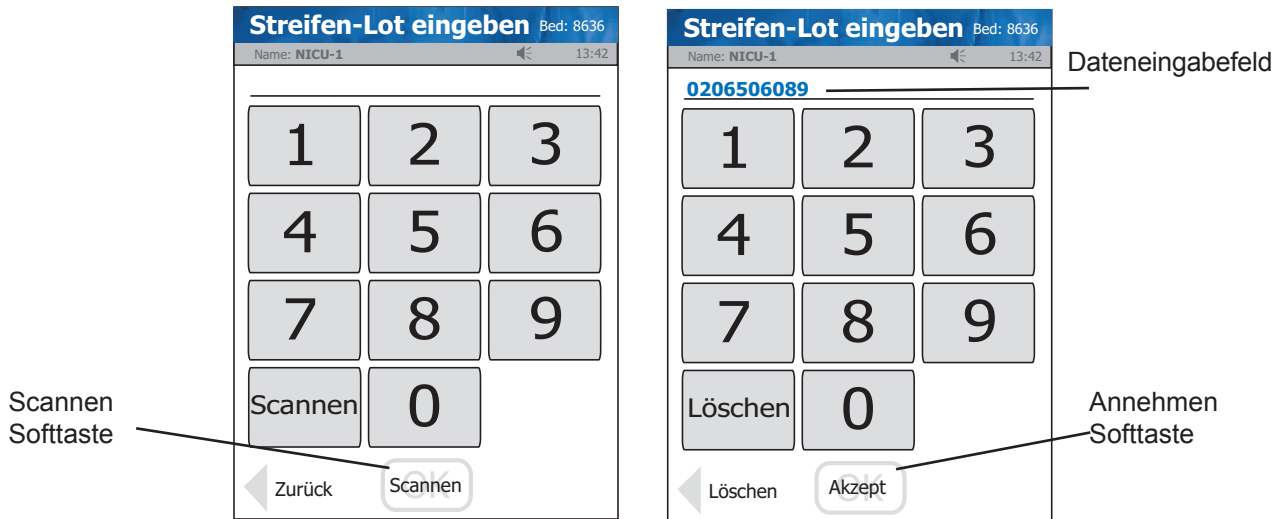 Streifen-Lot eingeben Bed: 8636
Name: NICU-1 13:42
1 2 3
4 5 6
7 8 9
Scannen 0
Zurück Scannen OK
Scannen
Softtaste
Streifen-Lot eingeben Bed: 8636
Name: NICU-1 13:42
0206506089
1 2 3
4 5 6
7 8 9
Löschen 0
Löschen Akzept OK
Dateneingabefeld
Annehmen
Softtaste